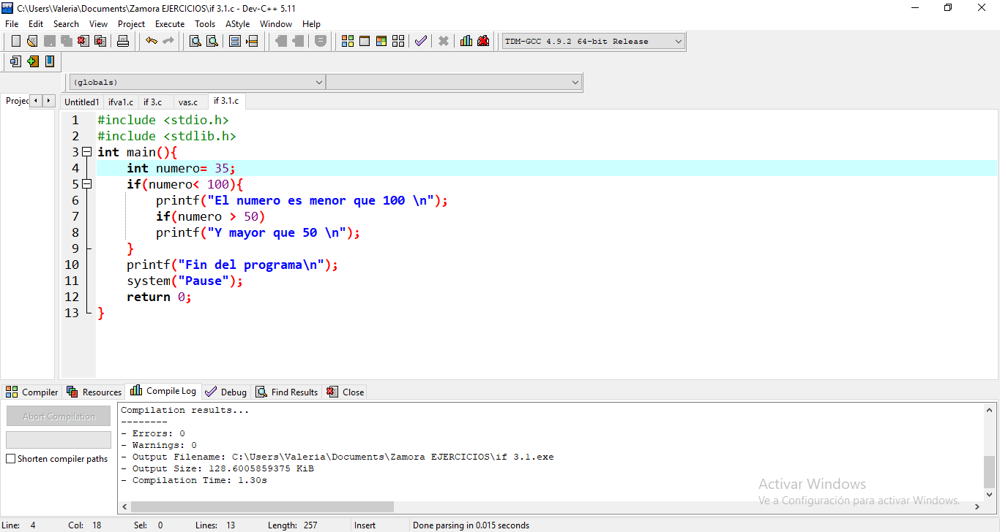 C:\Users\Valeria\Documents\Zamora EJERCICIOS\if 3.1.c - Dev-C++ 5.11
File Edit Search View Project Execute Tools AStyle Window Help
TDM-GCC 4.9.2 64-bit Release
(globals)
Projec Untitled1 ifva1.c if 3.c vas.c if 3.1.c
1 #include <stdio.h>
2 #include <stdlib.h>
3 int main(){
4 int numero= 35;
5 if(numero< 100){
6 printf("El numero es menor que 100 \n");
7 if(numero > 50)
8 printf("Y mayor que 50 \n");
9 }
10 printf("Fin del programa\n");
11 system("Pause");
12 return 0;
13 }
Compiler Resources Compile Log Debug Find Results Close
Abort Compilation
Shorten compiler paths
Compilation results...
--------
- Errors: 0
- Warnings: 0
- Output Filename: C:\Users\Valeria\Documents\Zamora EJERCICIOS\if 3.1.exe
- Output Size: 128.6005859375 KiB
- Compilation Time: 1.30s
Activar Windows
Ve a Configuración para activar Windows.
Line: 4 Col: 18 Sel: 0 Lines: 13 Length: 257 Insert Done parsing in 0.015 seconds